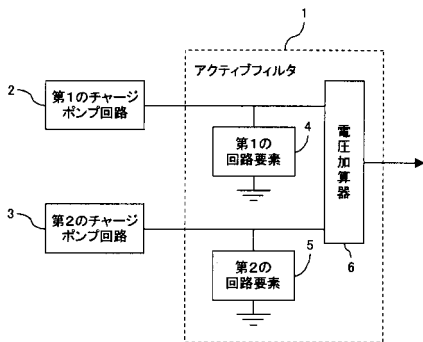 1
アクティブフィルタ
2
第1のチャージ
ポンプ回路
4
第1の
回路要素
電圧加算器
6
3
第2のチャージ
ポンプ回路
5
第2の
回路要素